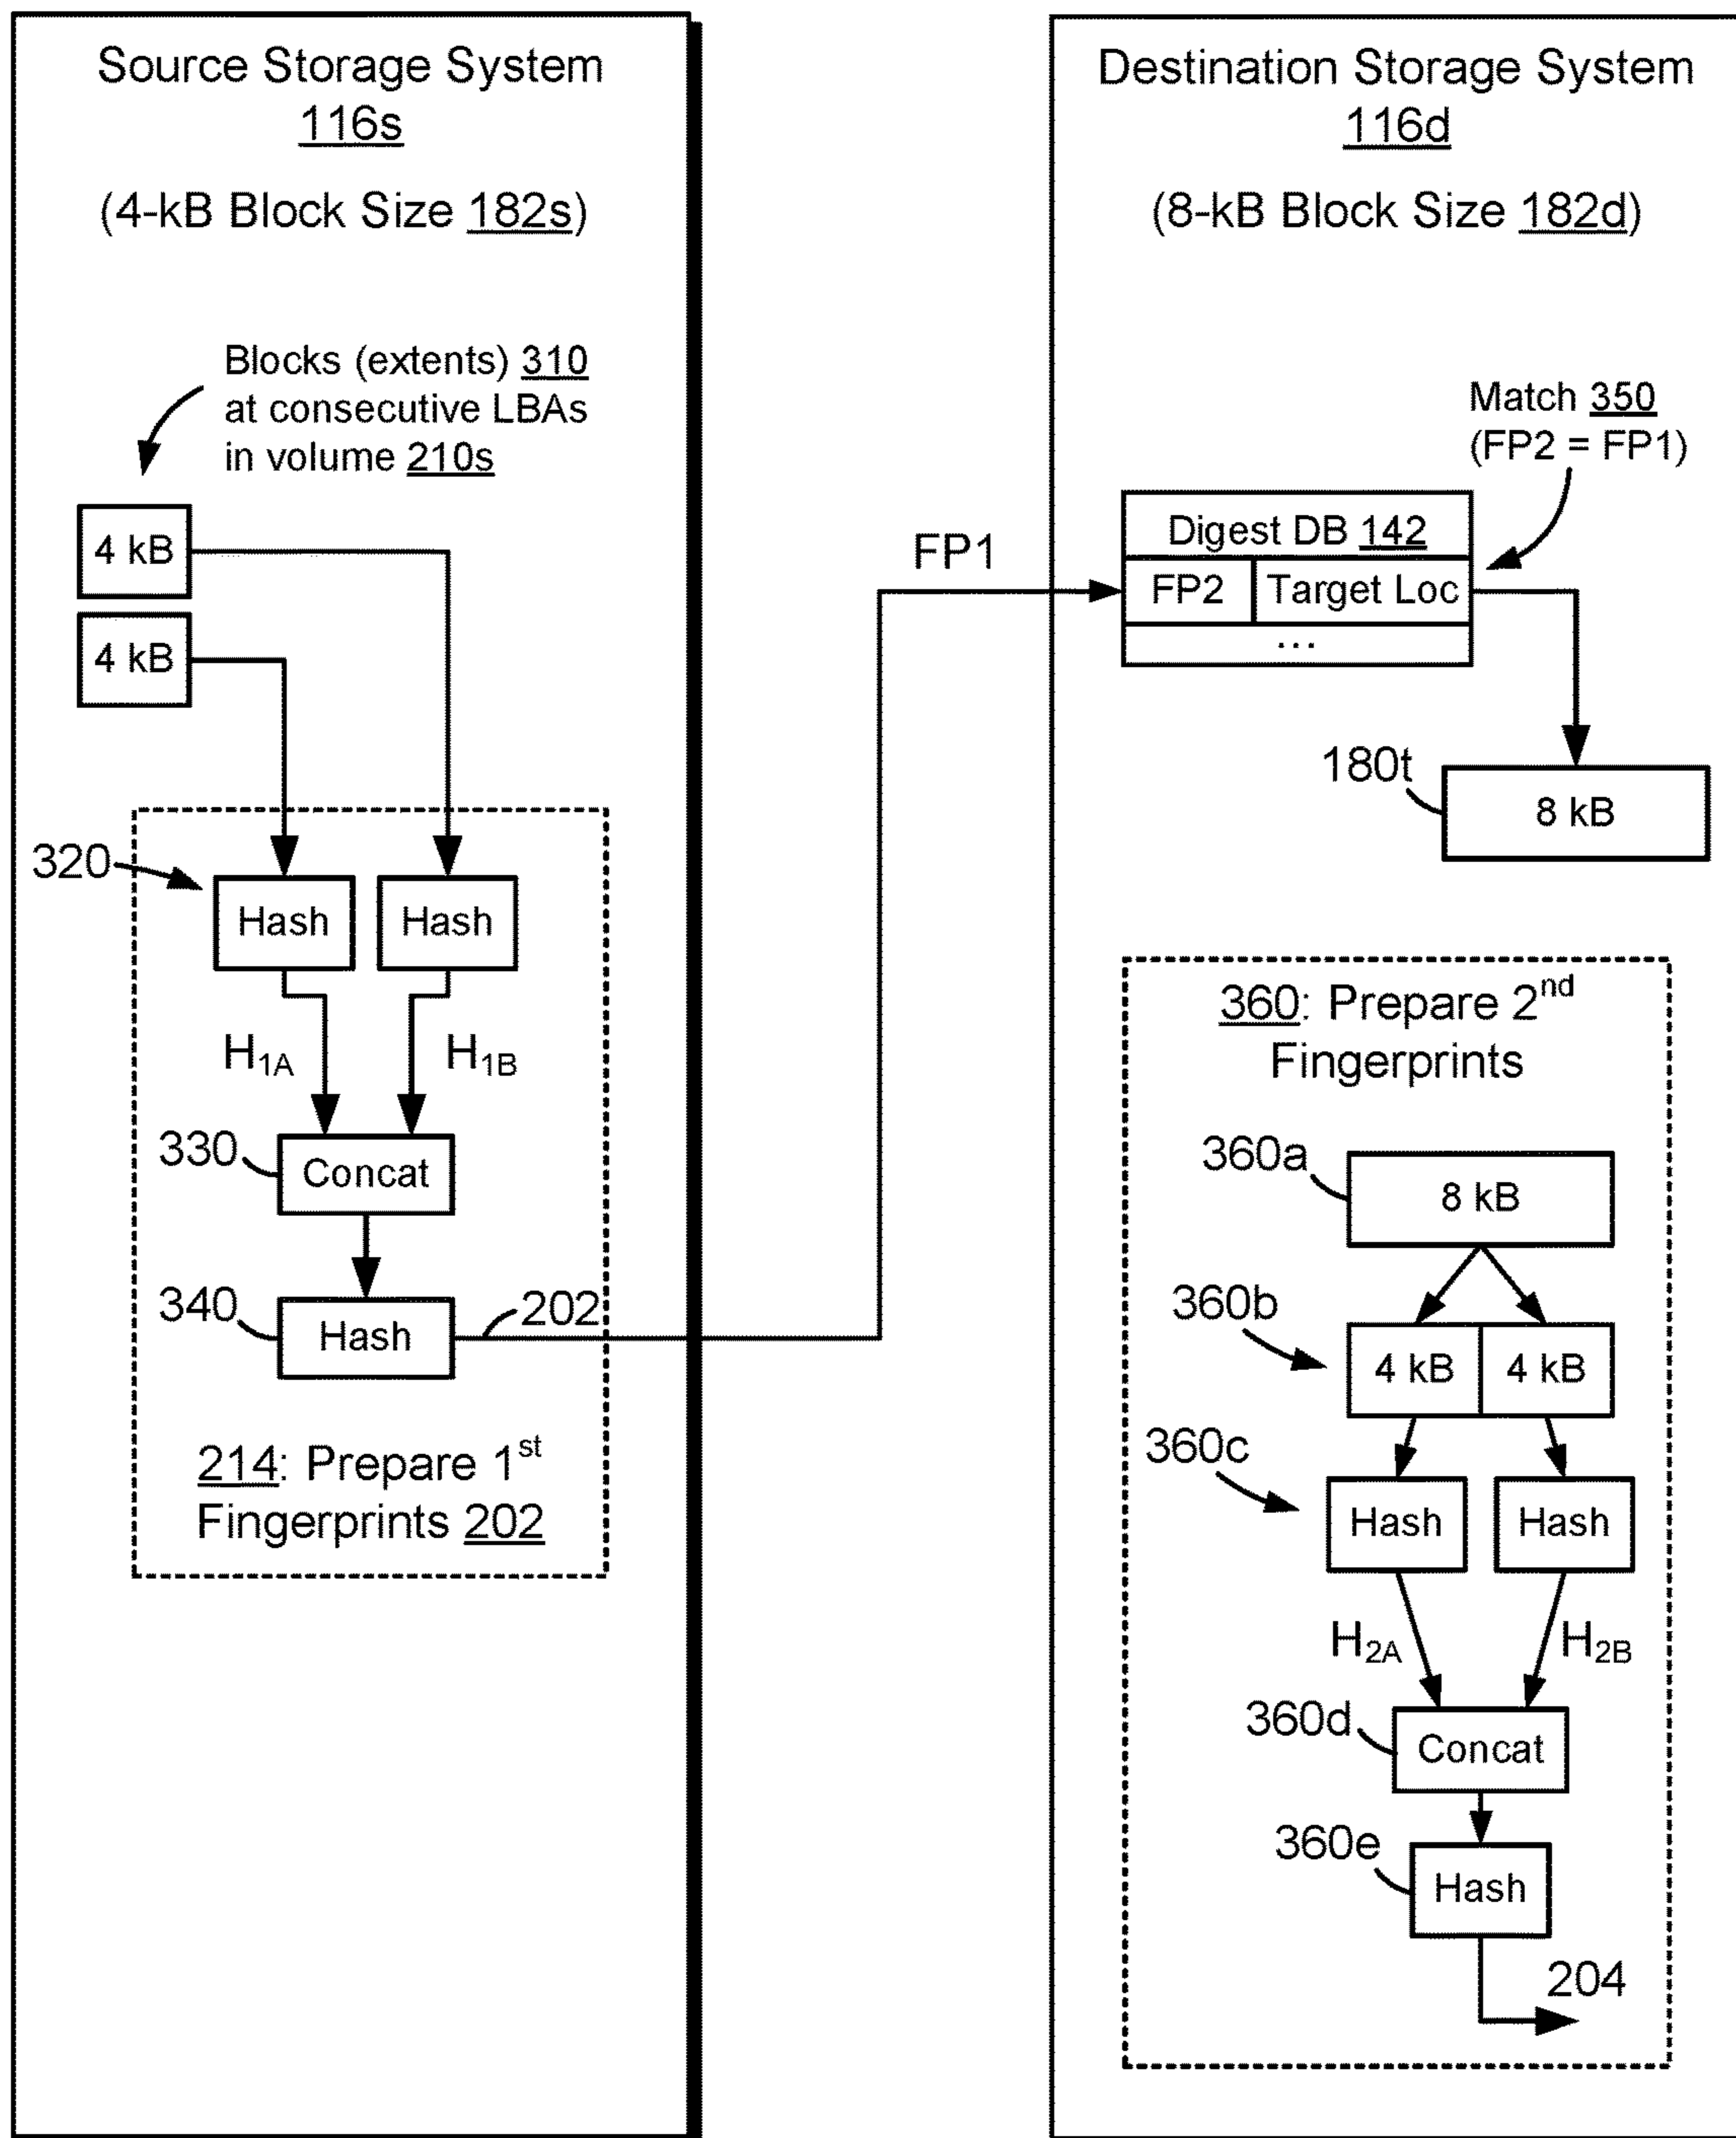 Source Storage System
116s
(4-kB Block Size 182s)
Blocks (extents) 310
at consecutive LBAs
in volume 210s
4 kB
4 kB
320
Hash
Hash
H1A
H1B
330
Concat
340
Hash
202
214: Prepare 1st
Fingerprints 202
FP1
Destination Storage System
116d
(8-kB Block Size 182d)
Match 350
(FP2 = FP1)
Digest DB 142
FP2
Target Loc
...
180t
8 kB
360: Prepare 2nd
Fingerprints
360a
8 kB
360b
4 kB
4 kB
360c
Hash
Hash
H2A
H2B
360d
Concat
360e
Hash
204